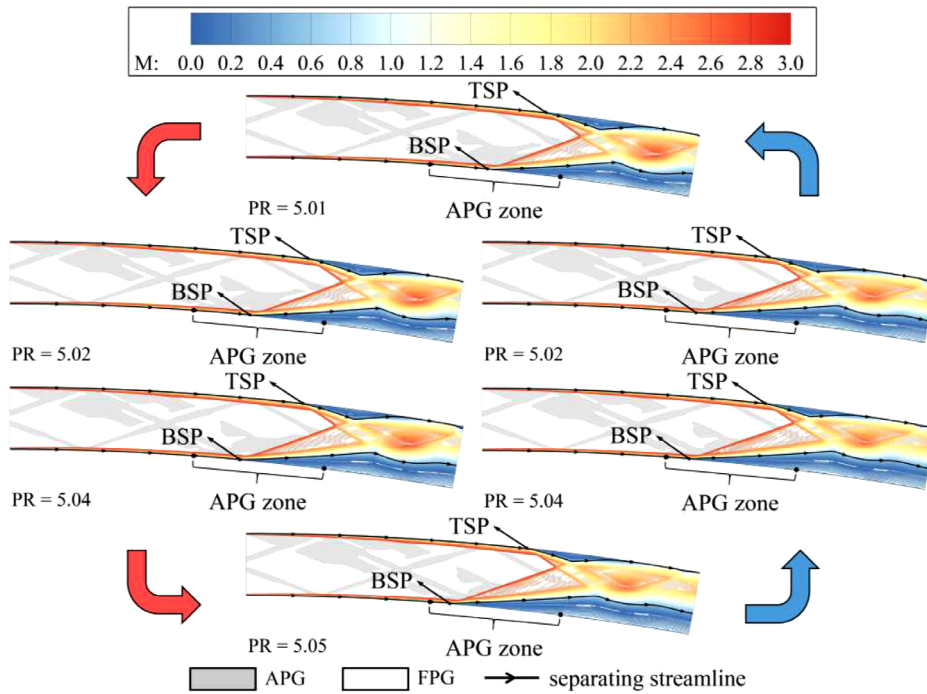 M: 0.0 0.2 0.4 0.6 0.8 1.0 1.2 1.4 1.6 1.8 2.0 2.2 2.4 2.6 2.8 3.0
TSP
BSP
PR = 5.01
APG zone
TSP
BSP
PR = 5.02
APG zone
TSP
BSP
PR = 5.02
APG zone
TSP
BSP
PR = 5.04
APG zone
TSP
BSP
PR = 5.04
APG zone
TSP
BSP
PR = 5.05
APG zone
APG FPG separating streamline